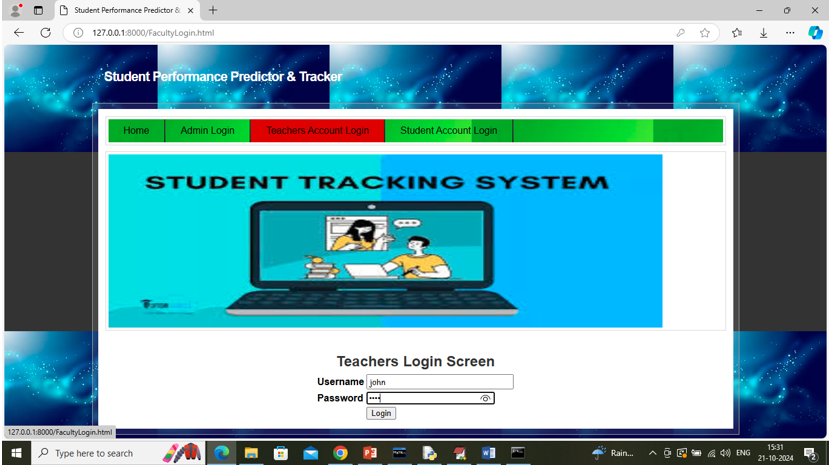 Student Performance Predictor &
127.0.0.1:8000/FacultyLogin.html
Student Performance Predictor & Tracker
Home Admin Login Teachers Account Login Student Account Login
STUDENT TRACKING SYSTEM
Teachers Login Screen
Username john
Password ••••
Login
127.0.0.1:8000/FacultyLogin.html
Type here to search
Rain...
ENG
15:31
21-10-2024
2